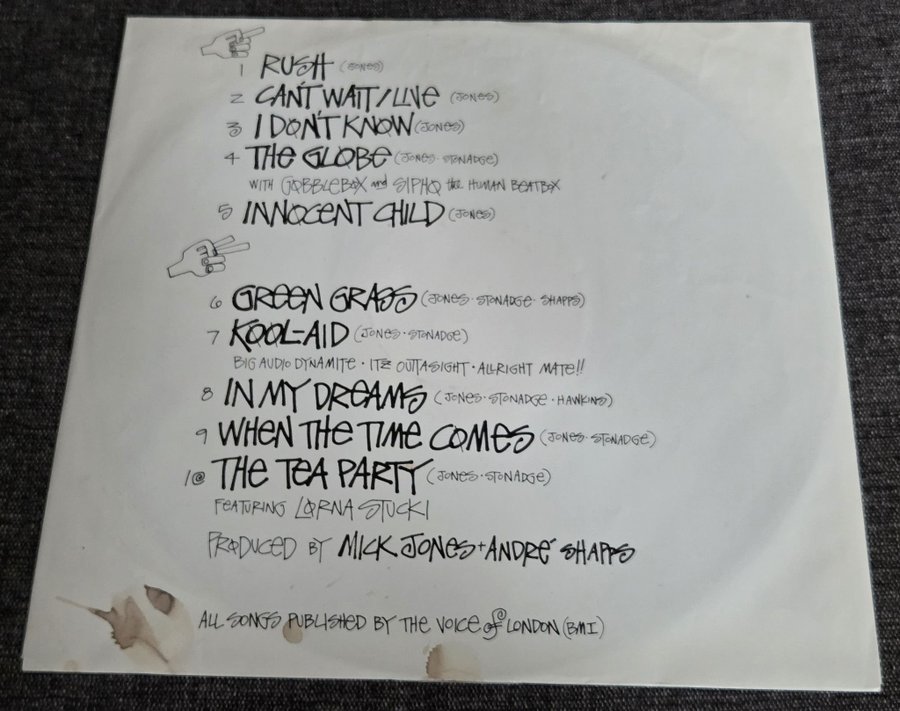 1 RUSH (JONES)
2 CAN'T WAIT/LIVE (JONES)
3 I DON'T KNOW (JONES)
4 THE GLOBE (JONES·STONADGE)
WITH GOBBLEBOX and SIPHO the HUMAN BEATBOX
5 INNOCENT CHILD (JONES)
6 GREEN GRASS (JONES·STONADGE·SHAPPS)
7 KOOL-AID (JONES·STONADGE)
BIG AUDIO DYNAMITE · ITZ OUTTASIGHT · ALLRIGHT MATE!!
8 IN MY DREAMS (JONES·STONADGE·HAWKINS)
9 WHEN THE TIME COMES (JONES·STONADGE)
10 THE TEA PARTY (JONES·STONADGE)
FEATURING LORNA STUCKI
PRODUCED BY MICK JONES + ANDRÉ SHAPPS
ALL SONGS PUBLISHED BY THE VOICE of LONDON (BMI)